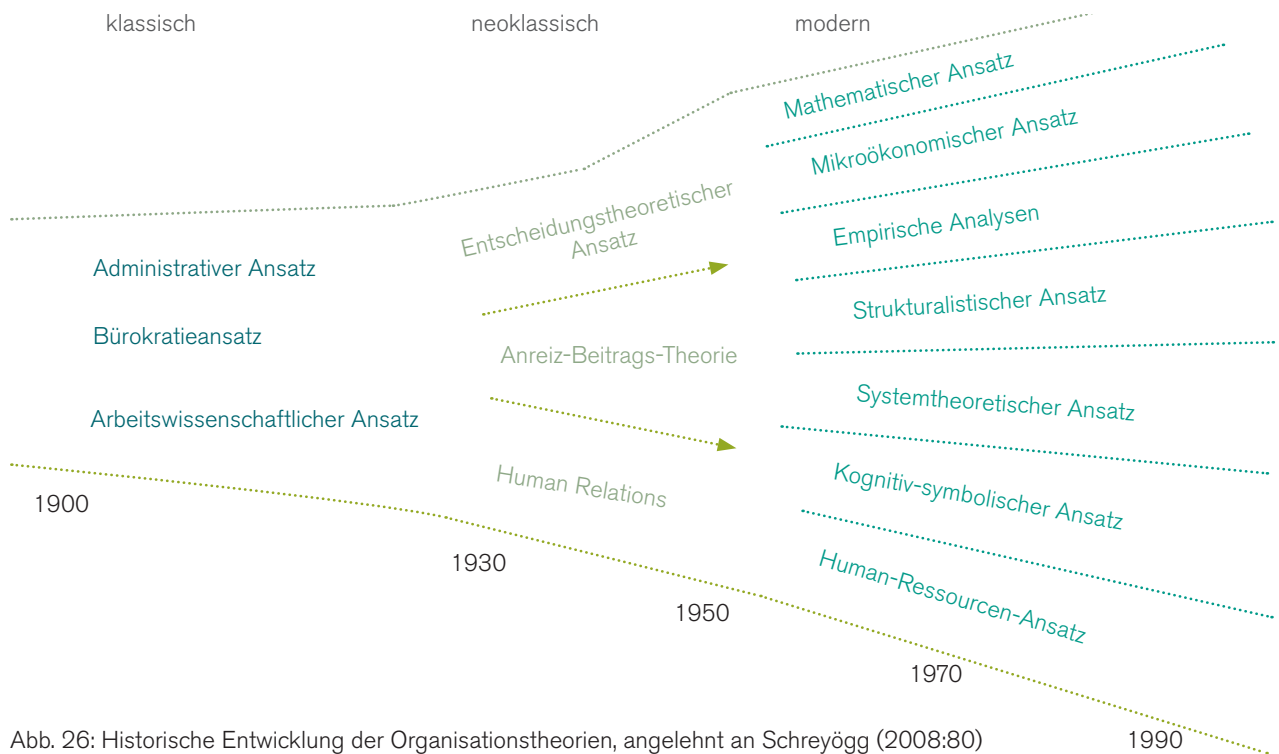 klassisch
neoklassisch
modern
Administrativer Ansatz
Bürokratieansatz
Arbeitswissenschaftlicher Ansatz
Entscheidungstheoretischer
Ansatz
Anreiz-Beitrags-Theorie
Human Relations
Mathematischer Ansatz
Mikroökonomischer Ansatz
Empirische Analysen
Strukturalistischer Ansatz
Systemtheoretischer Ansatz
Kognitiv-symbolischer Ansatz
Human-Ressourcen-Ansatz
1900
1930
1950
1970
1990
Abb. 26: Historische Entwicklung der Organisationstheorien, angelehnt an Schreyögg (2008:80)